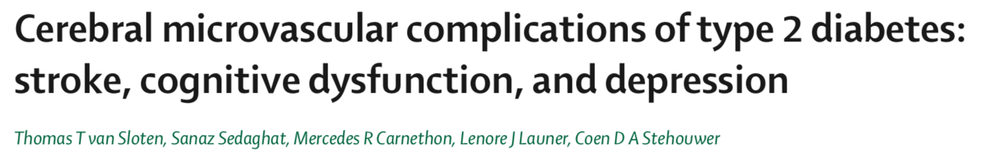 Cerebral microvascular complications of type 2 diabetes:
stroke, cognitive dysfunction, and depression
Thomas T van Sloten, Sanaz Sedaghat, Mercedes R Carnethon, Lenore J Launer, Coen D A Stehouwer